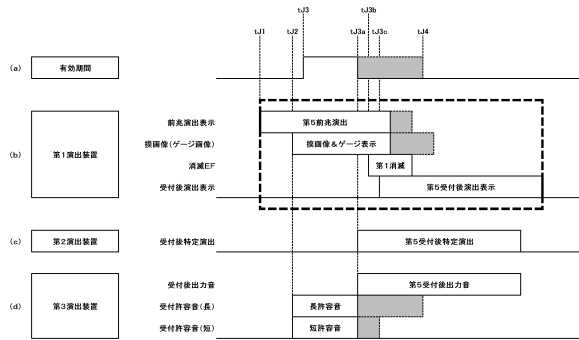 tJ3
tJ3b
tJ1
tJ2
tJ3a
tJ3c
tJ4
(a)
有効期間
(b)
第1演出装置
前兆演出表示
第5前兆演出
摸画像(ゲージ画像)
摸画像&ゲージ表示
消滅EF
第1消滅
受付後演出表示
第5受付後演出表示
(c)
第2演出装置
受付後特定演出
第5受付後特定演出
(d)
第3演出装置
受付後出力音
第5受付後出力音
受付許容音(長)
長許容音
受付許容音(短)
短許容音